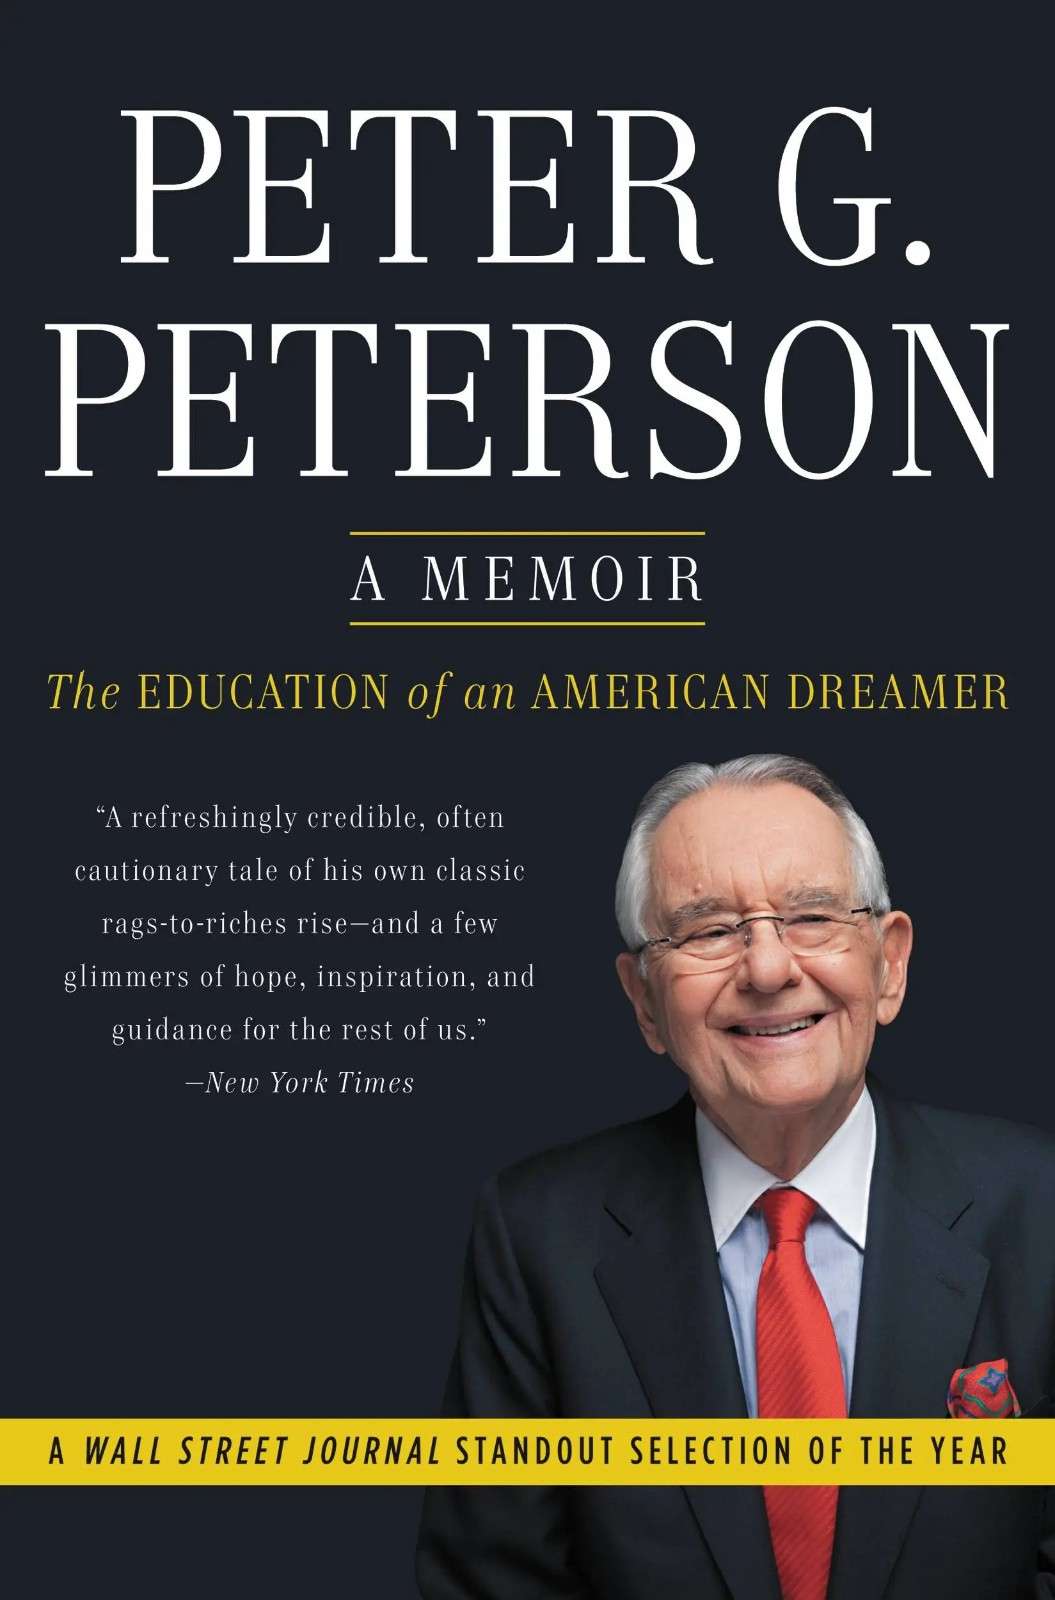 PETER G.
PETERSON
A MEMOIR
The EDUCATION of an AMERICAN DREAMER
“A refreshingly credible, often
cautionary tale of his own classic
rags-to-riches rise—and a few
glimmers of hope, inspiration, and
guidance for the rest of us.”
—New York Times
A WALL STREET JOURNAL STANDOUT SELECTION OF THE YEAR